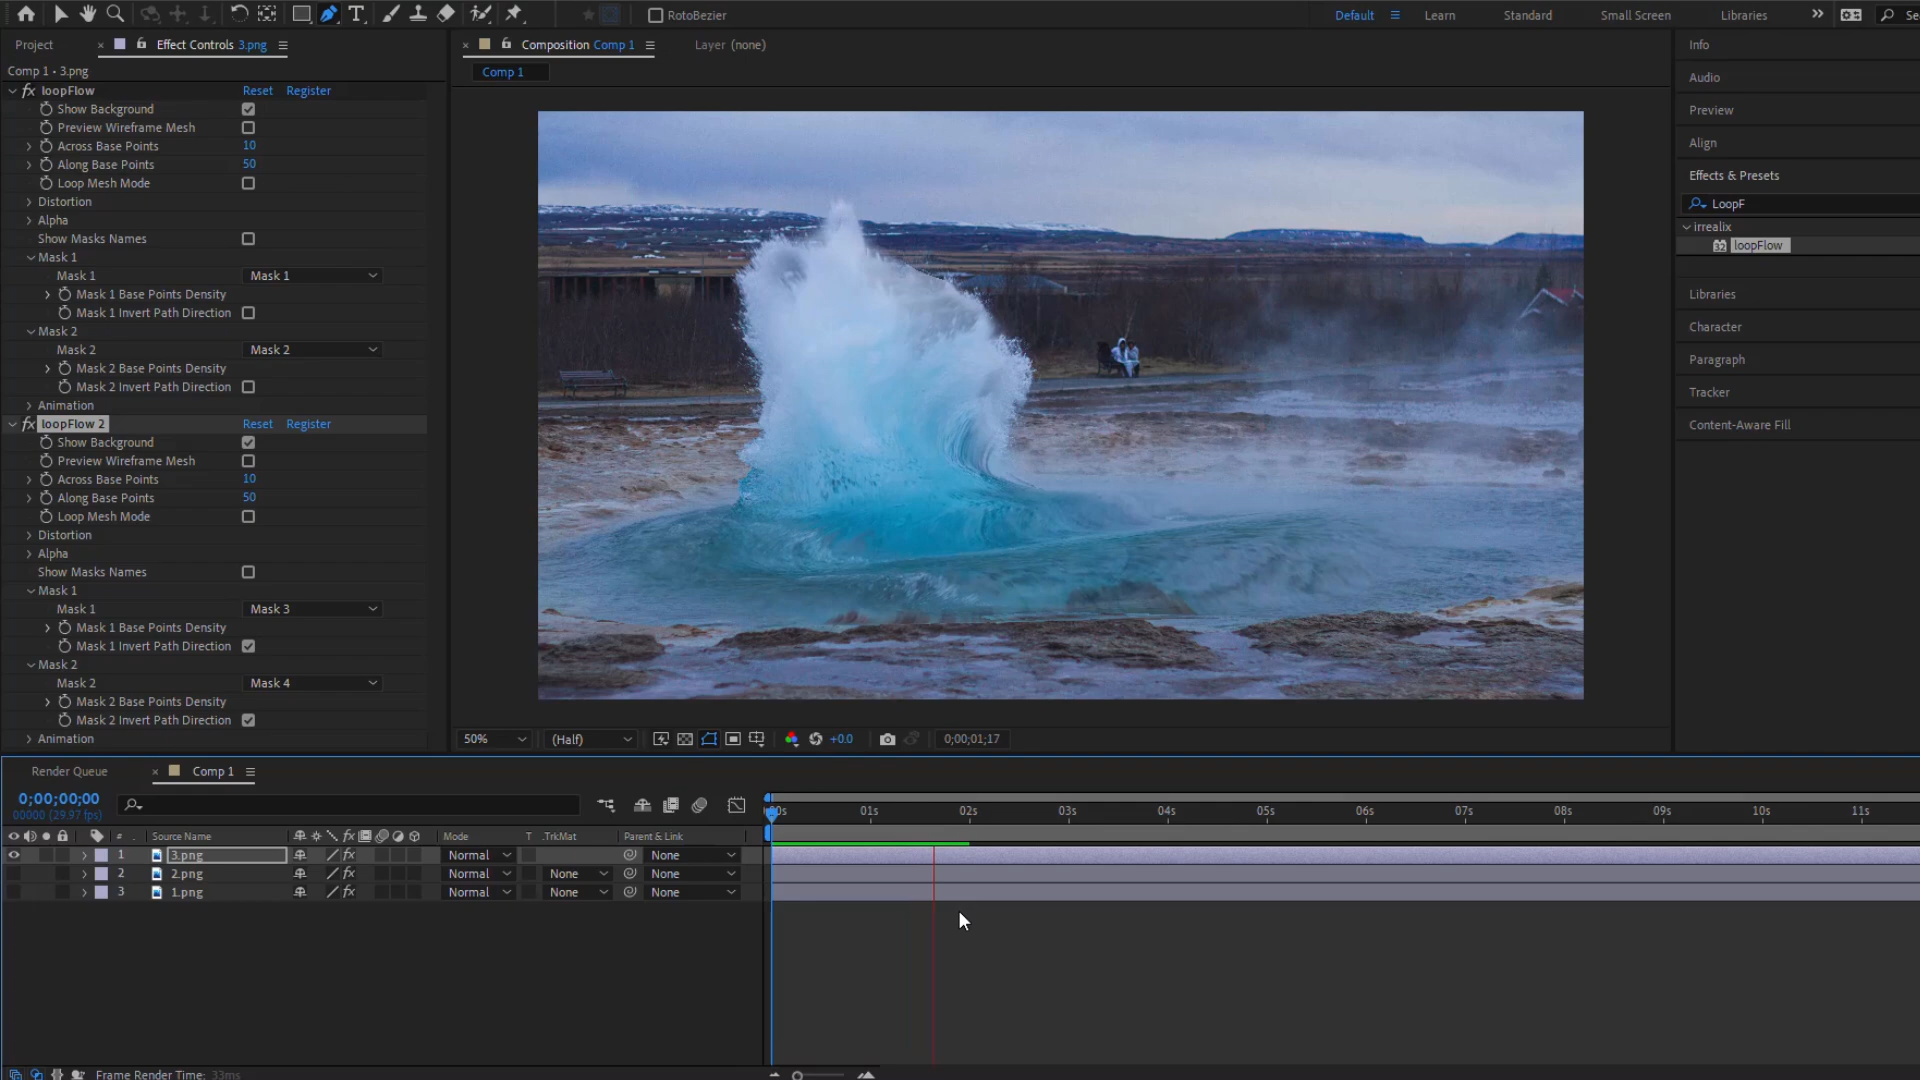 RotoBezier
Default
Learn
Standard
Small Screen
Libraries
Se
Project
Effect Controls 3.png
Composition Comp 1
Layer (none)
Info
Comp 1 • 3.png
Comp 1
Audio
loopFlow
Reset
Register
Show Background
Preview
Preview Wireframe Mesh
Across Base Points
10
Align
Along Base Points
50
Effects & Presets
Loop Mesh Mode
Distortion
LoopF
Alpha
irrealix
Show Masks Names
loopFlow
Mask 1
Mask 1
Mask 1
Mask 1 Base Points Density
Libraries
Mask 1 Invert Path Direction
Character
Mask 2
Mask 2
Mask 2
Paragraph
Mask 2 Base Points Density
Mask 2 Invert Path Direction
Tracker
Animation
loopFlow 2
Reset
Register
Content-Aware Fill
Show Background
Preview Wireframe Mesh
Across Base Points
10
Along Base Points
50
Loop Mesh Mode
Distortion
Alpha
Show Masks Names
Mask 1
Mask 1
Mask 3
Mask 1 Base Points Density
Mask 1 Invert Path Direction
Mask 2
Mask 2
Mask 4
Mask 2 Base Points Density
Mask 2 Invert Path Direction
Animation
50%
(Half)
+0.0
0;00;01;17
Render Queue
Comp 1
0;00;00;00
00000 (29.97 fps)
00s
01s
02s
03s
04s
05s
06s
07s
08s
09s
10s
11s
#
Source Name
Mode
T
.TrkMat
Parent & Link
1
3.png
Normal
None
2
2.png
Normal
None
None
3
1.png
Normal
None
None
Frame Render Time: 33ms